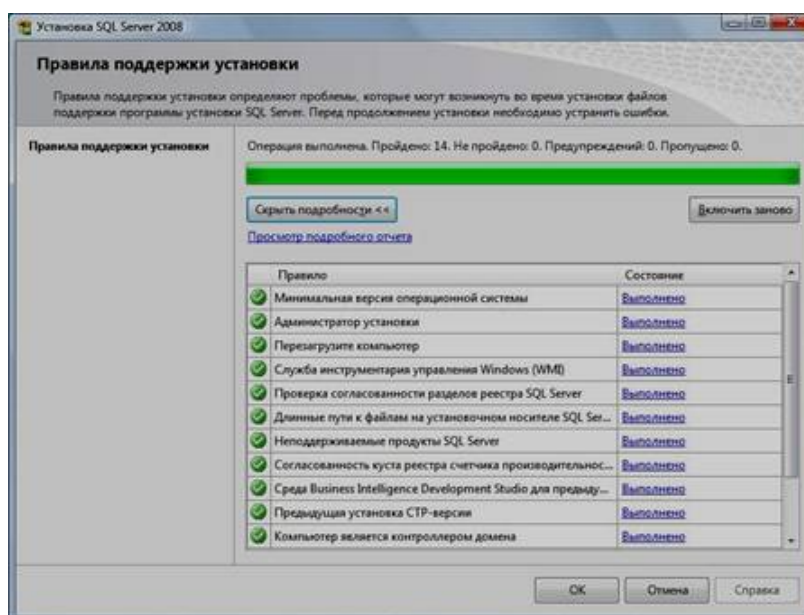 Установка SQL Server 2008
Правила поддержки установки
Правила поддержки установки определяют проблемы, которые могут возникнуть во время установки файлов
поддержки программы установки SQL Server. Перед продолжением установки необходимо устранить ошибки.
Правила поддержки установки
Операция выполнена. Пройдено: 14. Не пройдено: 0. Предупреждений: 0. Пропущено: 0.
Скрыть подробности <<
Включить заново
Просмотр подробного отчета
Правило Состояние
Минимальная версия операционной системы Выполнено
Администратор установки Выполнено
Перезагрузите компьютер Выполнено
Служба инструментария управления Windows (WMI) Выполнено
Проверка согласованности разделов реестра SQL Server Выполнено
Длинные пути к файлам на установочном носителе SQL Ser... Выполнено
Неподдерживаемые продукты SQL Server Выполнено
Согласованность куста реестра счетчика производительнос... Выполнено
Среда Business Intelligence Development Studio для предыду... Выполнено
Предыдущая установка CTP-версии Выполнено
Компьютер является контроллером домена Выполнено
ОК Отмена Справка